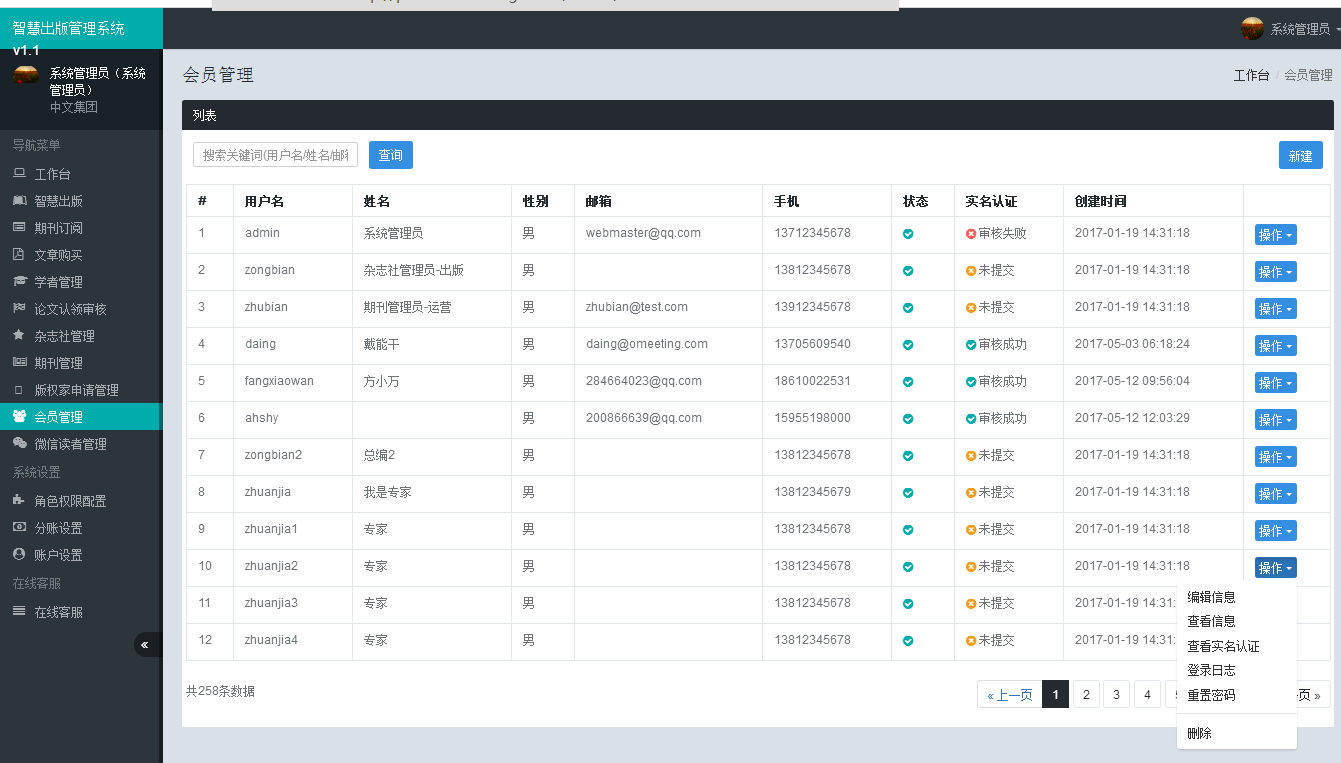 智慧出版管理系统
v1.1
系统管理员
系统管理员（系统
管理员）
中文集团
导航菜单
工作台
智慧出版
期刊订阅
文章购买
学者管理
论文认领审核
杂志社管理
期刊管理
版权家申请管理
会员管理
微信读者管理
系统设置
角色权限配置
分账设置
账户设置
在线客服
在线客服
«
会员管理
工作台 / 会员管理
列表
搜索关键词(用户名/姓名/邮 查询 新建
# 用户名 姓名 性别 邮箱 手机 状态 实名认证 创建时间
1 admin 系统管理员 男 webmaster@qq.com 13712345678 审核失败 2017-01-19 14:31:18 操作
2 zongbian 杂志社管理员-出版 男 13812345678 未提交 2017-01-19 14:31:18 操作
3 zhubian 期刊管理员-运营 男 zhubian@test.com 13912345678 未提交 2017-01-19 14:31:18 操作
4 daing 戴能干 男 daing@omeeting.com 13705609540 审核成功 2017-05-03 06:18:24 操作
5 fangxiaowan 方小万 男 284664023@qq.com 18610022531 审核成功 2017-05-12 09:56:04 操作
6 ahshy 男 200866639@qq.com 15955198000 审核成功 2017-05-12 12:03:29 操作
7 zongbian2 总编2 男 13812345678 未提交 2017-01-19 14:31:18 操作
8 zhuanjia 我是专家 男 13812345679 未提交 2017-01-19 14:31:18 操作
9 zhuanjia1 专家 男 13812345678 未提交 2017-01-19 14:31:18 操作
10 zhuanjia2 专家 男 13812345678 未提交 2017-01-19 14:31:18 操作
11 zhuanjia3 专家 男 13812345678 未提交 2017-01-19 14:31:
12 zhuanjia4 专家 男 13812345678 未提交 2017-01-19 14:31:
编辑信息
查看信息
查看实名认证
登录日志
重置密码
删除
共258条数据
« 上一页 1 2 3 4 页 »